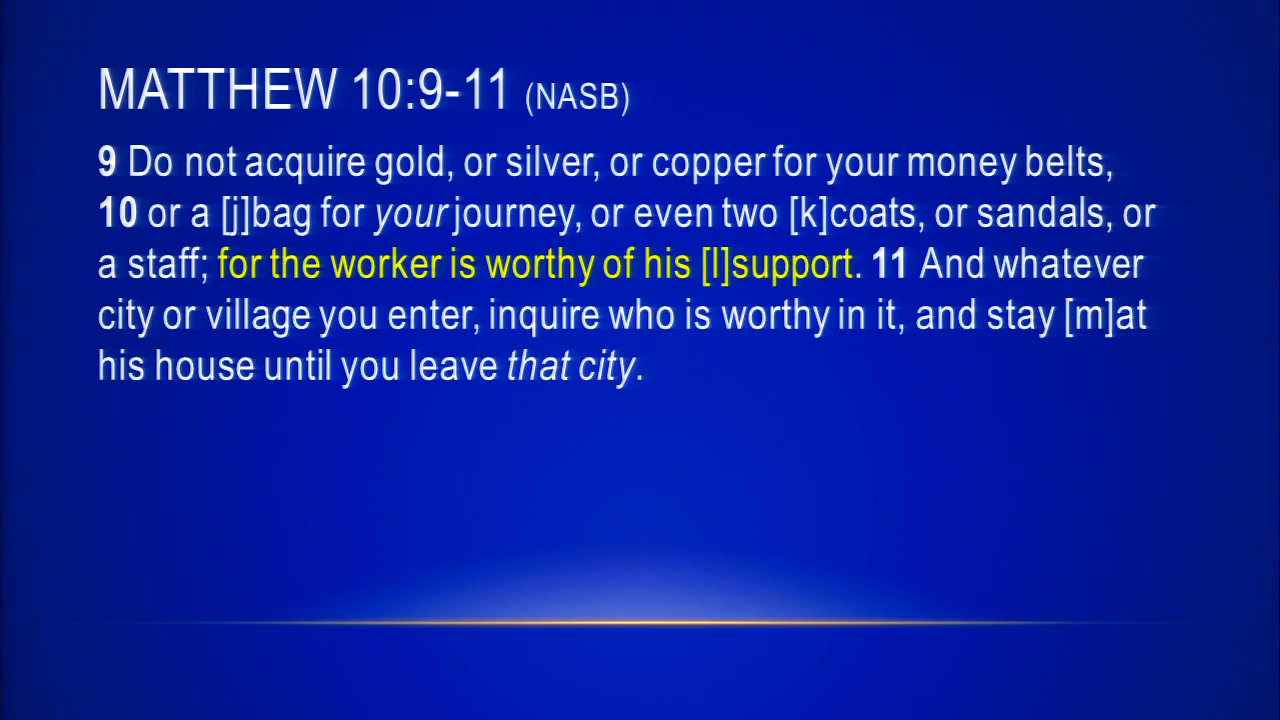 MATTHEW 10:9-11 (NASB)
9 Do not acquire gold, or silver, or copper for your money belts,
10 or a [j]bag for your journey, or even two [k]coats, or sandals, or
a staff; for the worker is worthy of his [l]support. 11 And whatever
city or village you enter, inquire who is worthy in it, and stay [m]at
his house until you leave that city.